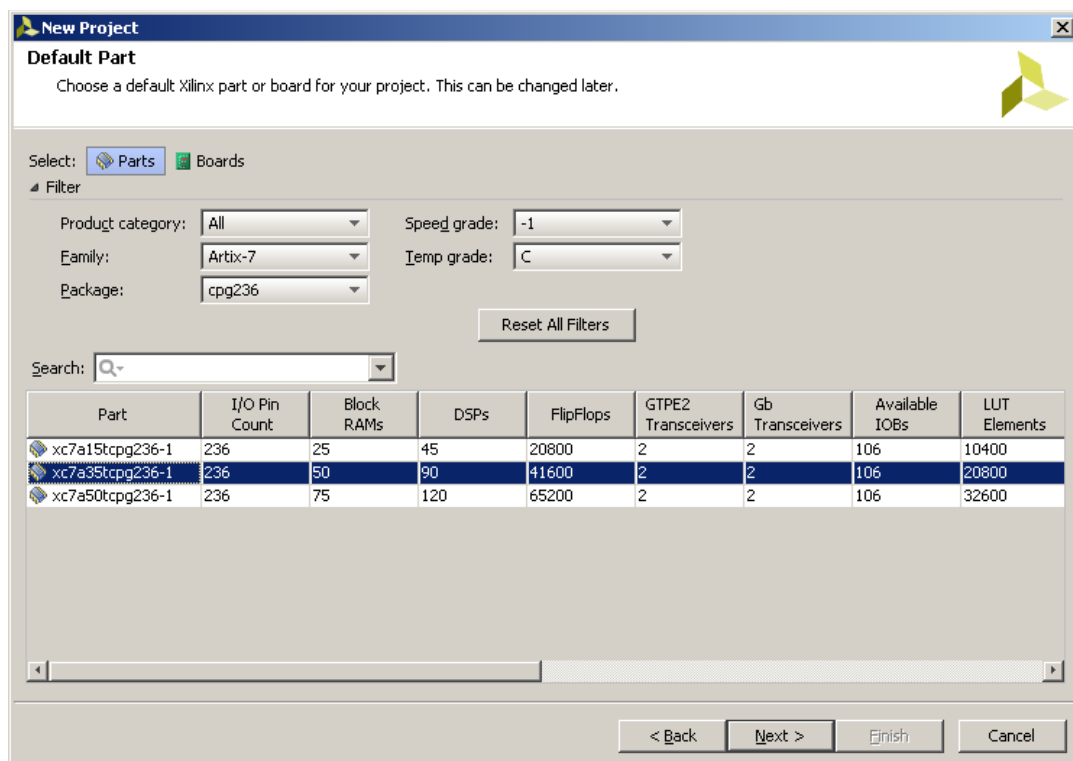 New Project
Default Part
Choose a default Xilinx part or board for your project. This can be changed later.
Select: Parts Boards
Filter
Product category: All Speed grade: -1
Family: Artix-7 Temp grade: C
Package: cpg236
Reset All Filters
Search:
Part I/O Pin Count Block RAMs DSPs FlipFlops GTPE2 Transceivers Gb Transceivers Available IOBs LUT Elements
xc7a15tcpg236-1 236 25 45 20800 2 2 106 10400
xc7a35tcpg236-1 236 50 90 41600 2 2 106 20800
xc7a50tcpg236-1 236 75 120 65200 2 2 106 32600
< Back Next > Finish Cancel